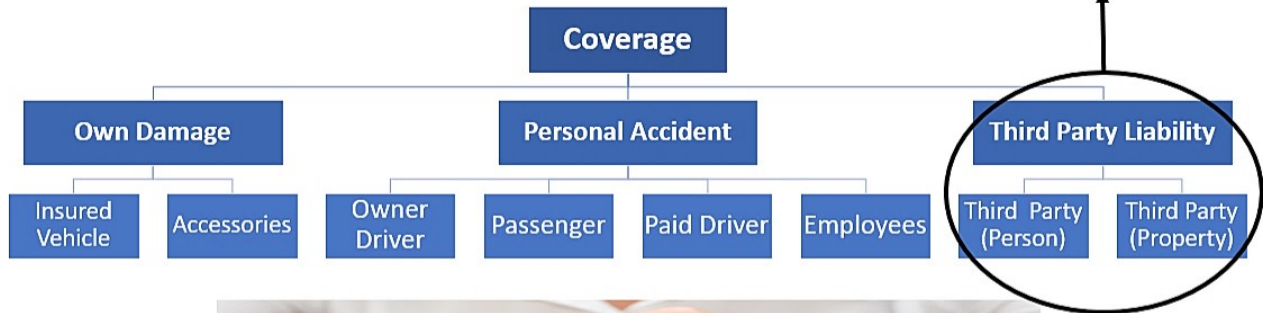 Coverage
Own Damage
Personal Accident
Third Party Liability
Insured
Vehicle
Accessories
Owner
Driver
Passenger
Paid Driver
Employees
Third Party
(Person)
Third Party
(Property)